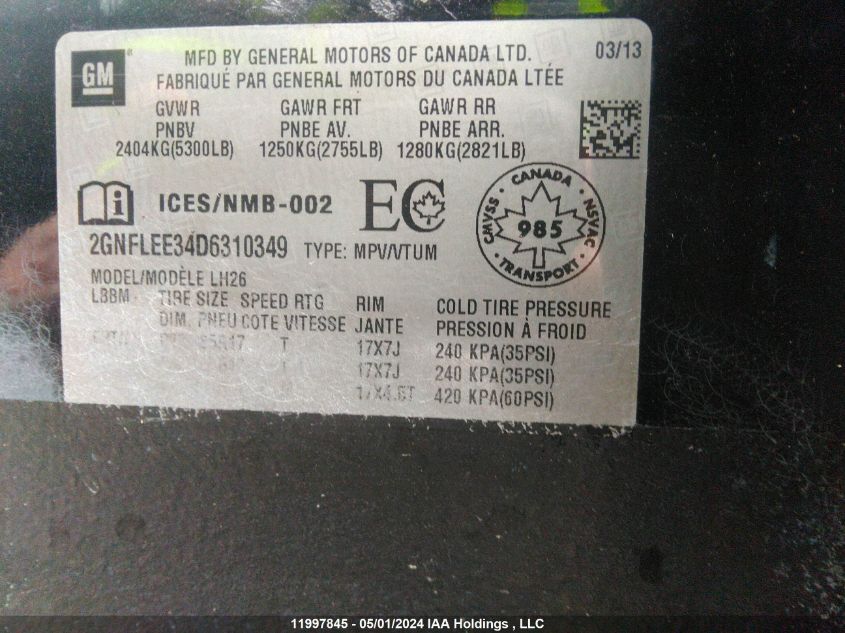 GM
MFD BY GENERAL MOTORS OF CANADA LTD. 03/13
FABRIQUÉ PAR GENERAL MOTORS DU CANADA LTÉE
GVWR GAWR FRT GAWR RR
PNBV PNBE AV. PNBE ARR.
2404KG(5300LB) 1250KG(2755LB) 1280KG(2821LB)
i ICES/NMB-002 EC
CANADA
CMVSS 985 NSVAC
TRANSPORT
2GNFLEE34D6310349 TYPE: MPV/VTUM
MODEL/MODÈLE LH26
LBBM TIRE SIZE SPEED RTG RIM COLD TIRE PRESSURE
DIM. PNEU COTE VITESSE JANTE PRESSION À FROID
T 17X7J 240 KPA(35PSI)
17X7J 240 KPA(35PSI)
420 KPA(60PSI)
11997845 - 05/01/2024 IAA Holdings , LLC